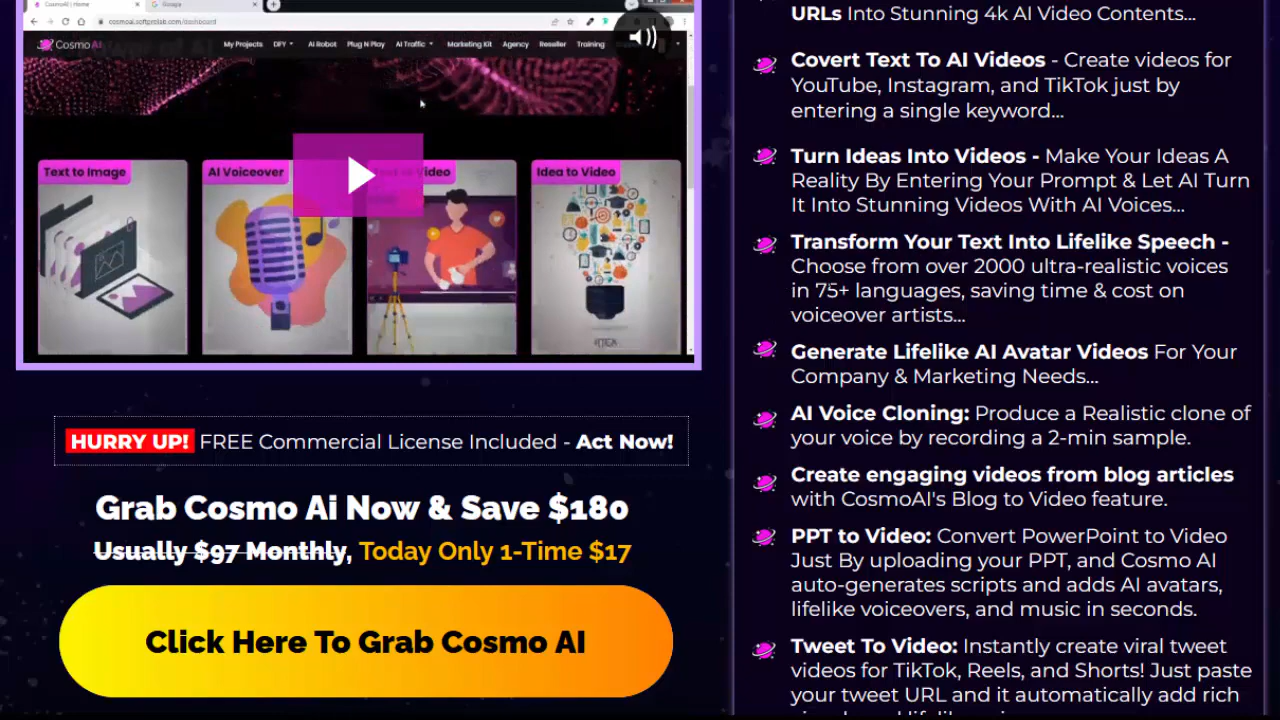 CosmoAI | Home
Google
cosmoai.softprolab.com/dashboard
Cosmo AI
My Projects DFY AI Robot Plug N Play AI Traffic Marketing Kit Agency Reseller Training
Text to Image
AI Voiceover
Video
Idea to Video
HURRY UP! FREE Commercial License Included - Act Now!
Grab Cosmo Ai Now & Save $180
Usually $97 Monthly, Today Only 1-Time $17
Click Here To Grab Cosmo AI
URLs Into Stunning 4k AI Video Contents...
Covert Text To AI Videos - Create videos for
YouTube, Instagram, and TikTok just by
entering a single keyword...
Turn Ideas Into Videos - Make Your Ideas A
Reality By Entering Your Prompt & Let AI Turn
It Into Stunning Videos With AI Voices...
Transform Your Text Into Lifelike Speech -
Choose from over 2000 ultra-realistic voices
in 75+ languages, saving time & cost on
voiceover artists...
Generate Lifelike AI Avatar Videos For Your
Company & Marketing Needs...
AI Voice Cloning: Produce a Realistic clone of
your voice by recording a 2-min sample.
Create engaging videos from blog articles
with CosmoAI's Blog to Video feature.
PPT to Video: Convert PowerPoint to Video
Just By uploading your PPT, and Cosmo AI
auto-generates scripts and adds AI avatars,
lifelike voiceovers, and music in seconds.
Tweet To Video: Instantly create viral tweet
videos for TikTok, Reels, and Shorts! Just paste
your tweet URL and it automatically add rich